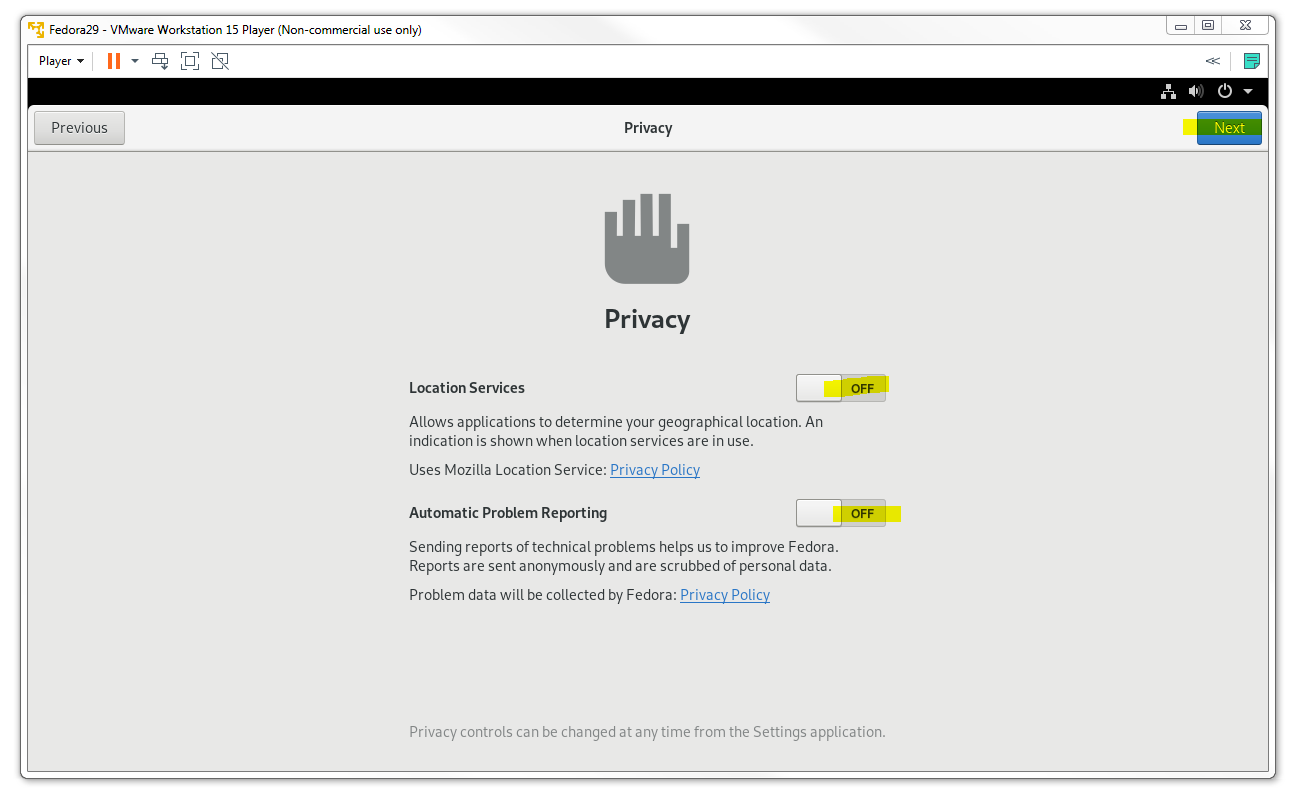 Fedora29 - VMware Workstation 15 Player (Non-commercial use only)
Player
Previous
Privacy
Next
Privacy
Location Services
OFF
Allows applications to determine your geographical location. An
indication is shown when location services are in use.
Uses Mozilla Location Service: Privacy Policy
Automatic Problem Reporting
OFF
Sending reports of technical problems helps us to improve Fedora.
Reports are sent anonymously and are scrubbed of personal data.
Problem data will be collected by Fedora: Privacy Policy
Privacy controls can be changed at any time from the Settings application.